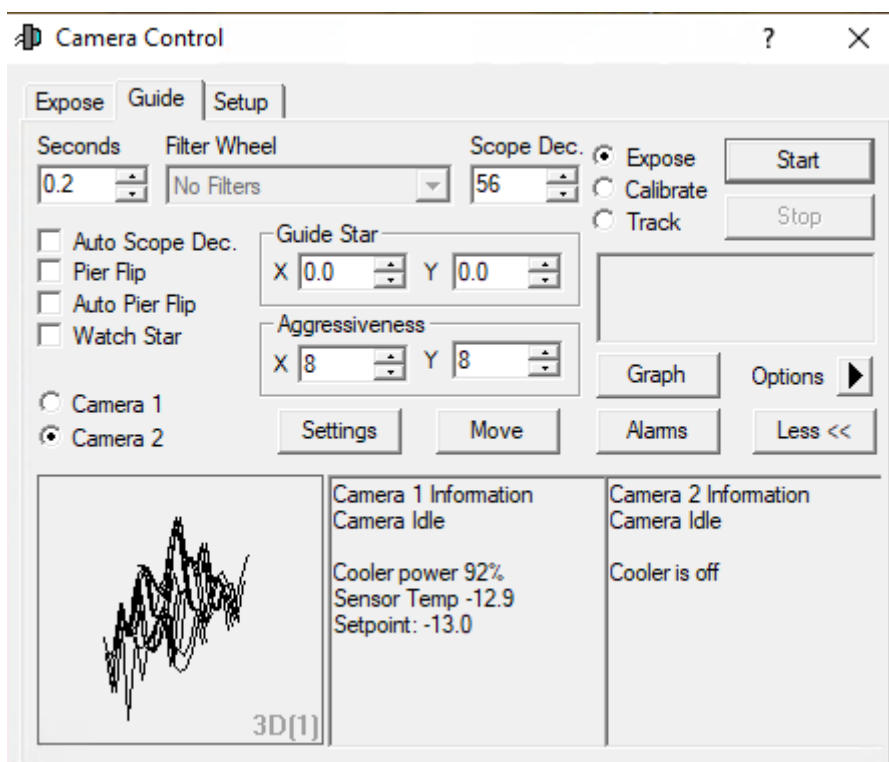 Camera Control
?
Expose Guide Setup
Seconds Filter Wheel Scope Dec.
0.2 No Filters 56
Expose
Calibrate
Track
Start
Stop
Auto Scope Dec.
Pier Flip
Auto Pier Flip
Watch Star
Guide Star
X 0.0 Y 0.0
Aggressiveness
X 8 Y 8
Graph Options
Camera 1
Camera 2
Settings Move Alarms Less <<
3D(1)
Camera 1 Information
Camera Idle
Cooler power 92%
Sensor Temp -12.9
Setpoint: -13.0
Camera 2 Information
Camera Idle
Cooler is off